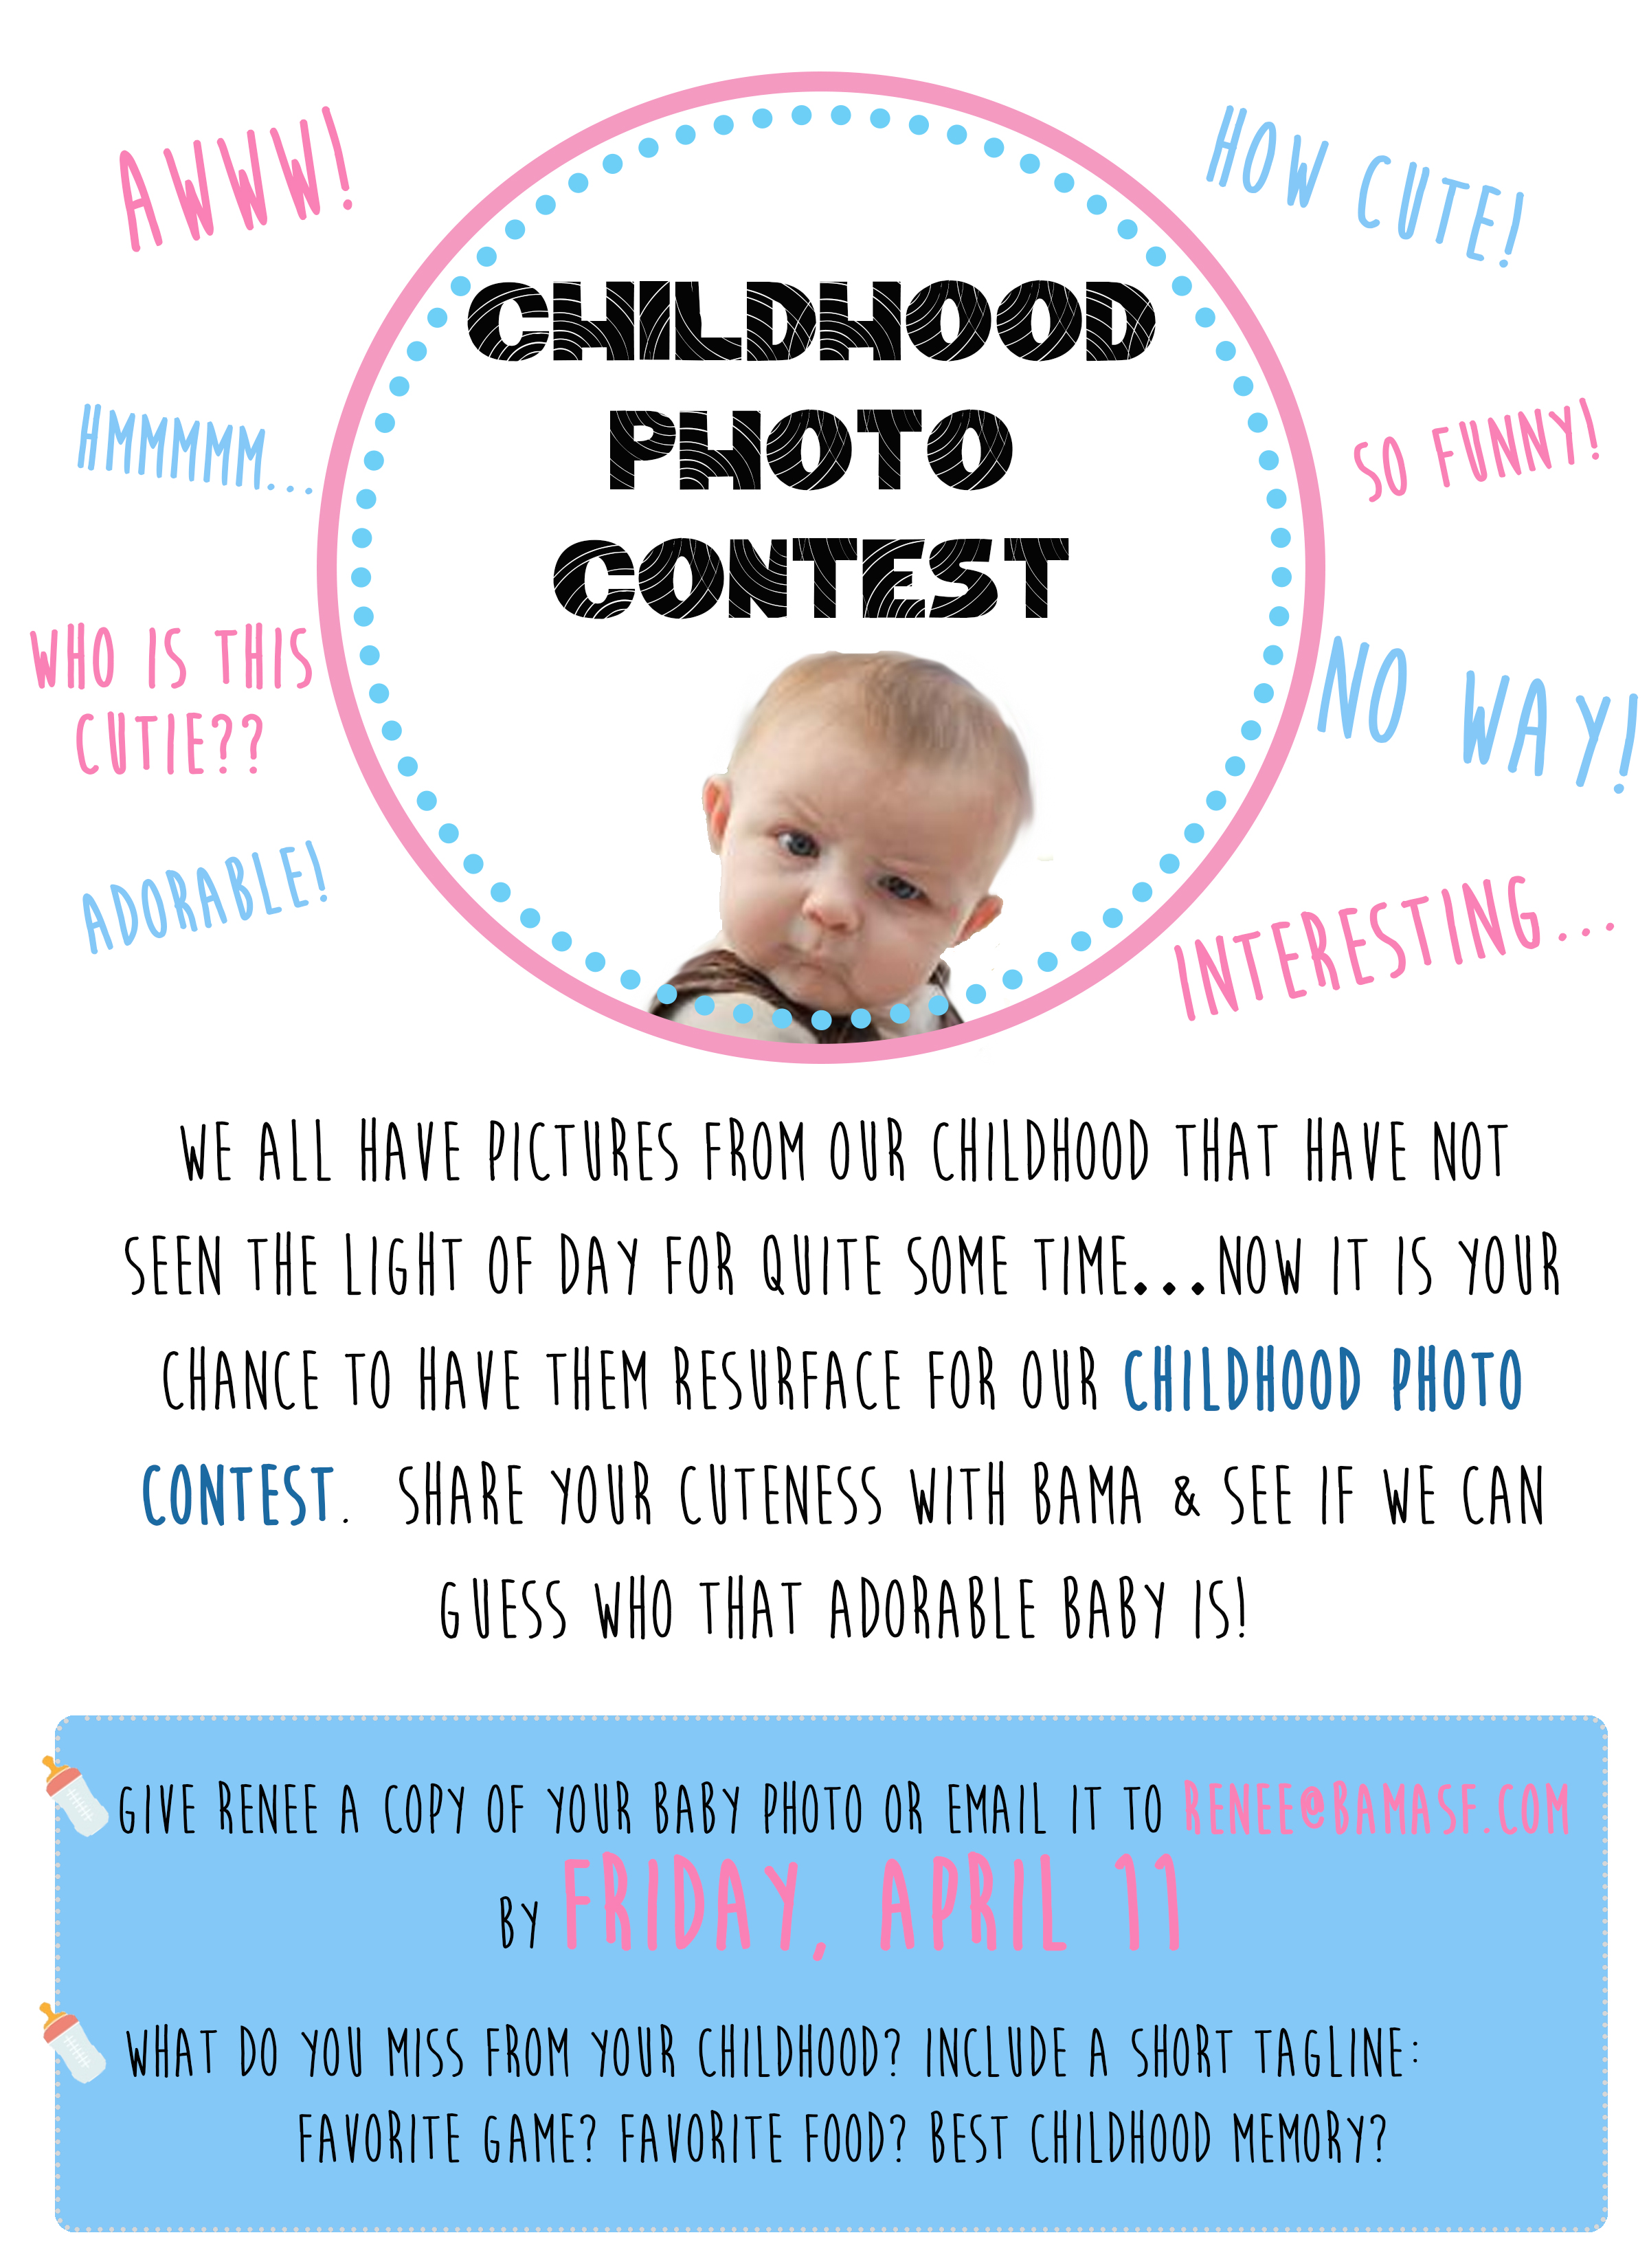 AWWW!
HOW CUTE!
CHILDHOOD
PHOTO
CONTEST
HMMMMM...
SO FUNNY!
WHO IS THIS
CUTIE??
NO WAY!
ADORABLE!
INTERESTING...
WE ALL HAVE PICTURES FROM OUR CHILDHOOD THAT HAVE NOT
SEEN THE LIGHT OF DAY FOR QUITE SOME TIME...NOW IT IS YOUR
CHANCE TO HAVE THEM RESURFACE FOR OUR CHILDHOOD PHOTO
CONTEST. SHARE YOUR CUTENESS WITH BAMA & SEE IF WE CAN
GUESS WHO THAT ADORABLE BABY IS!
GIVE RENEE A COPY OF YOUR BABY PHOTO OR EMAIL IT TO RENEE@BAMASF.COM
BY FRIDAY, APRIL 11
WHAT DO YOU MISS FROM YOUR CHILDHOOD? INCLUDE A SHORT TAGLINE:
FAVORITE GAME? FAVORITE FOOD? BEST CHILDHOOD MEMORY?